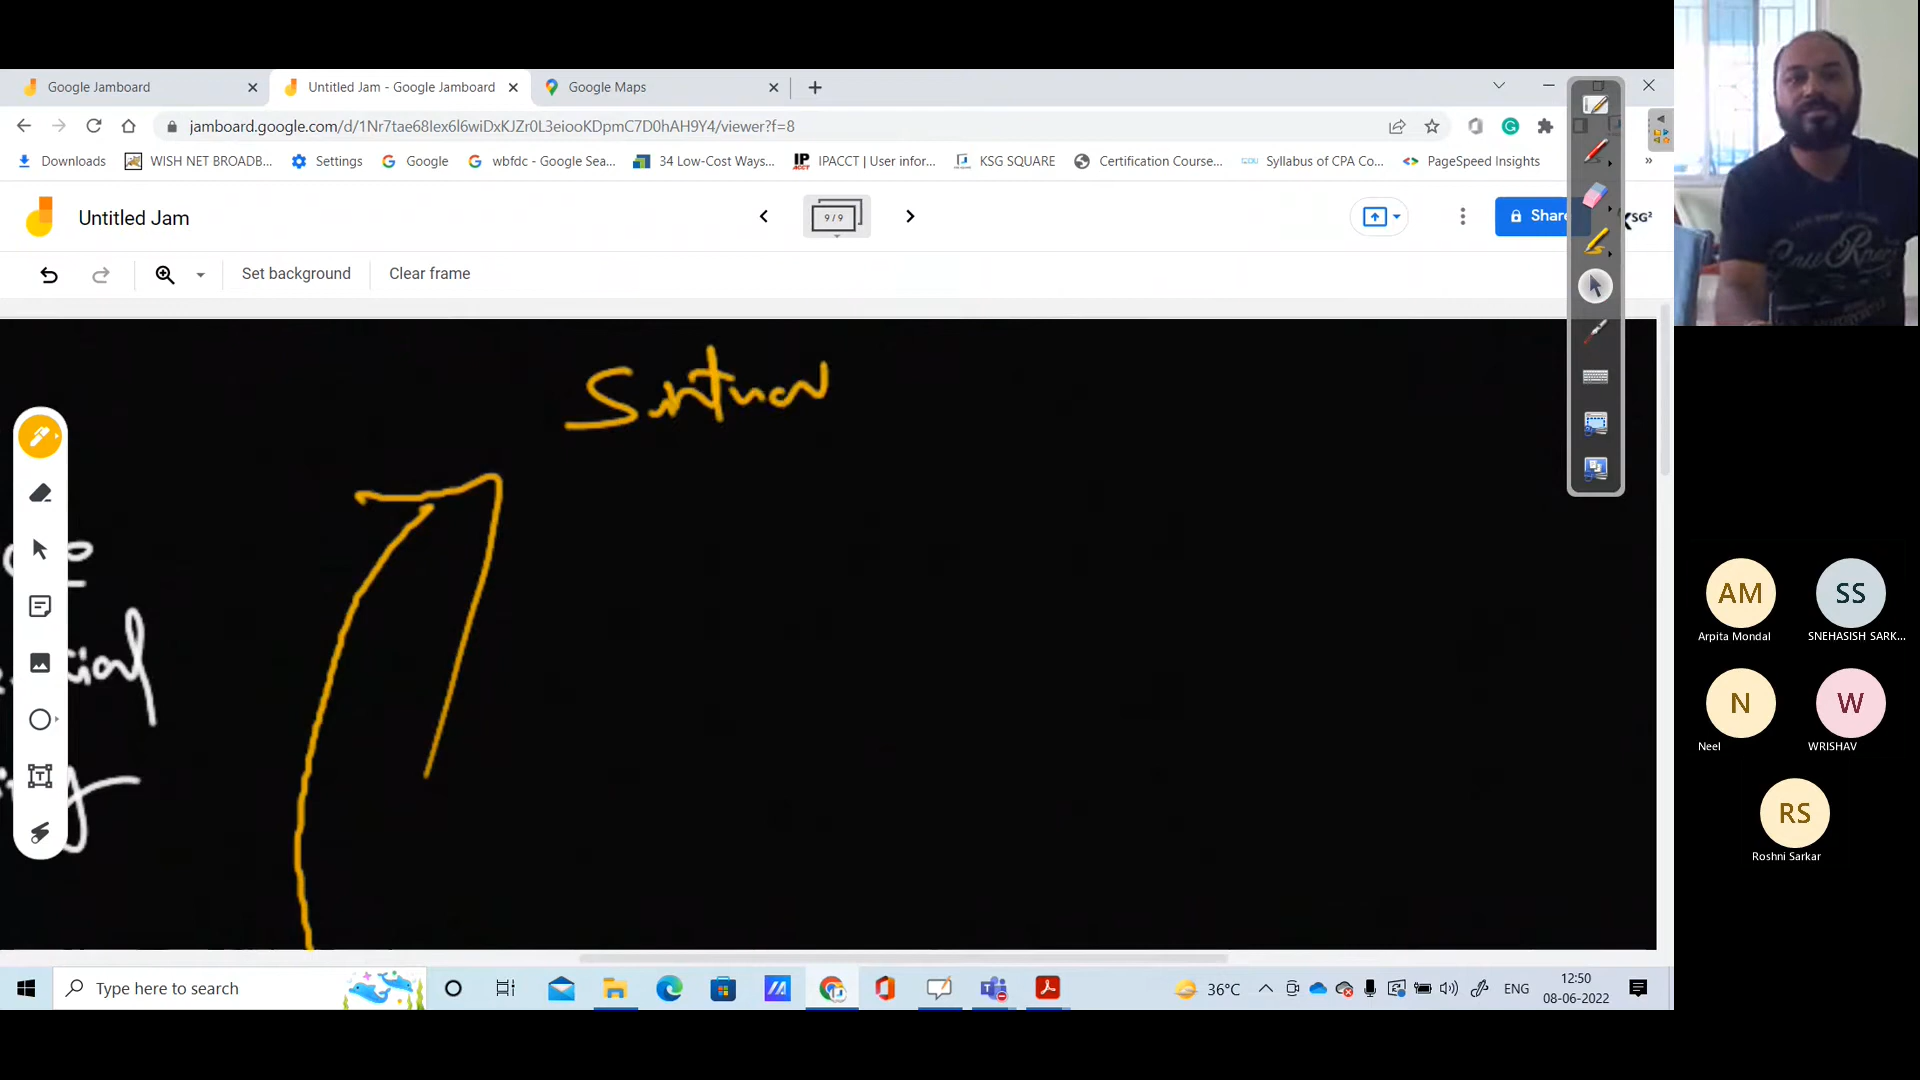 Google Jamboard
Untitled Jam - Google Jamboard
Google Maps
jamboard.google.com/d/1Nr7tae68Iex6l6wiDxKJZr0L3eiooKDpmC7D0hAH9Y4/viewer?f=8
Downloads
WISH NET BROADB...
Settings
Google
wbfdc - Google Sea...
34 Low-Cost Ways...
IPACCT | User infor...
KSG SQUARE
Certification Course...
Syllabus of CPA Co...
PageSpeed Insights
»
Untitled Jam
9/9
Share
KSG²
Set background
Clear frame
AM
Arpita Mondal
SS
SNEHASISH SARK...
N
Neel
W
WRISHAV
RS
Roshni Sarkar
Type here to search
36°C
ENG
12:50
08-06-2022